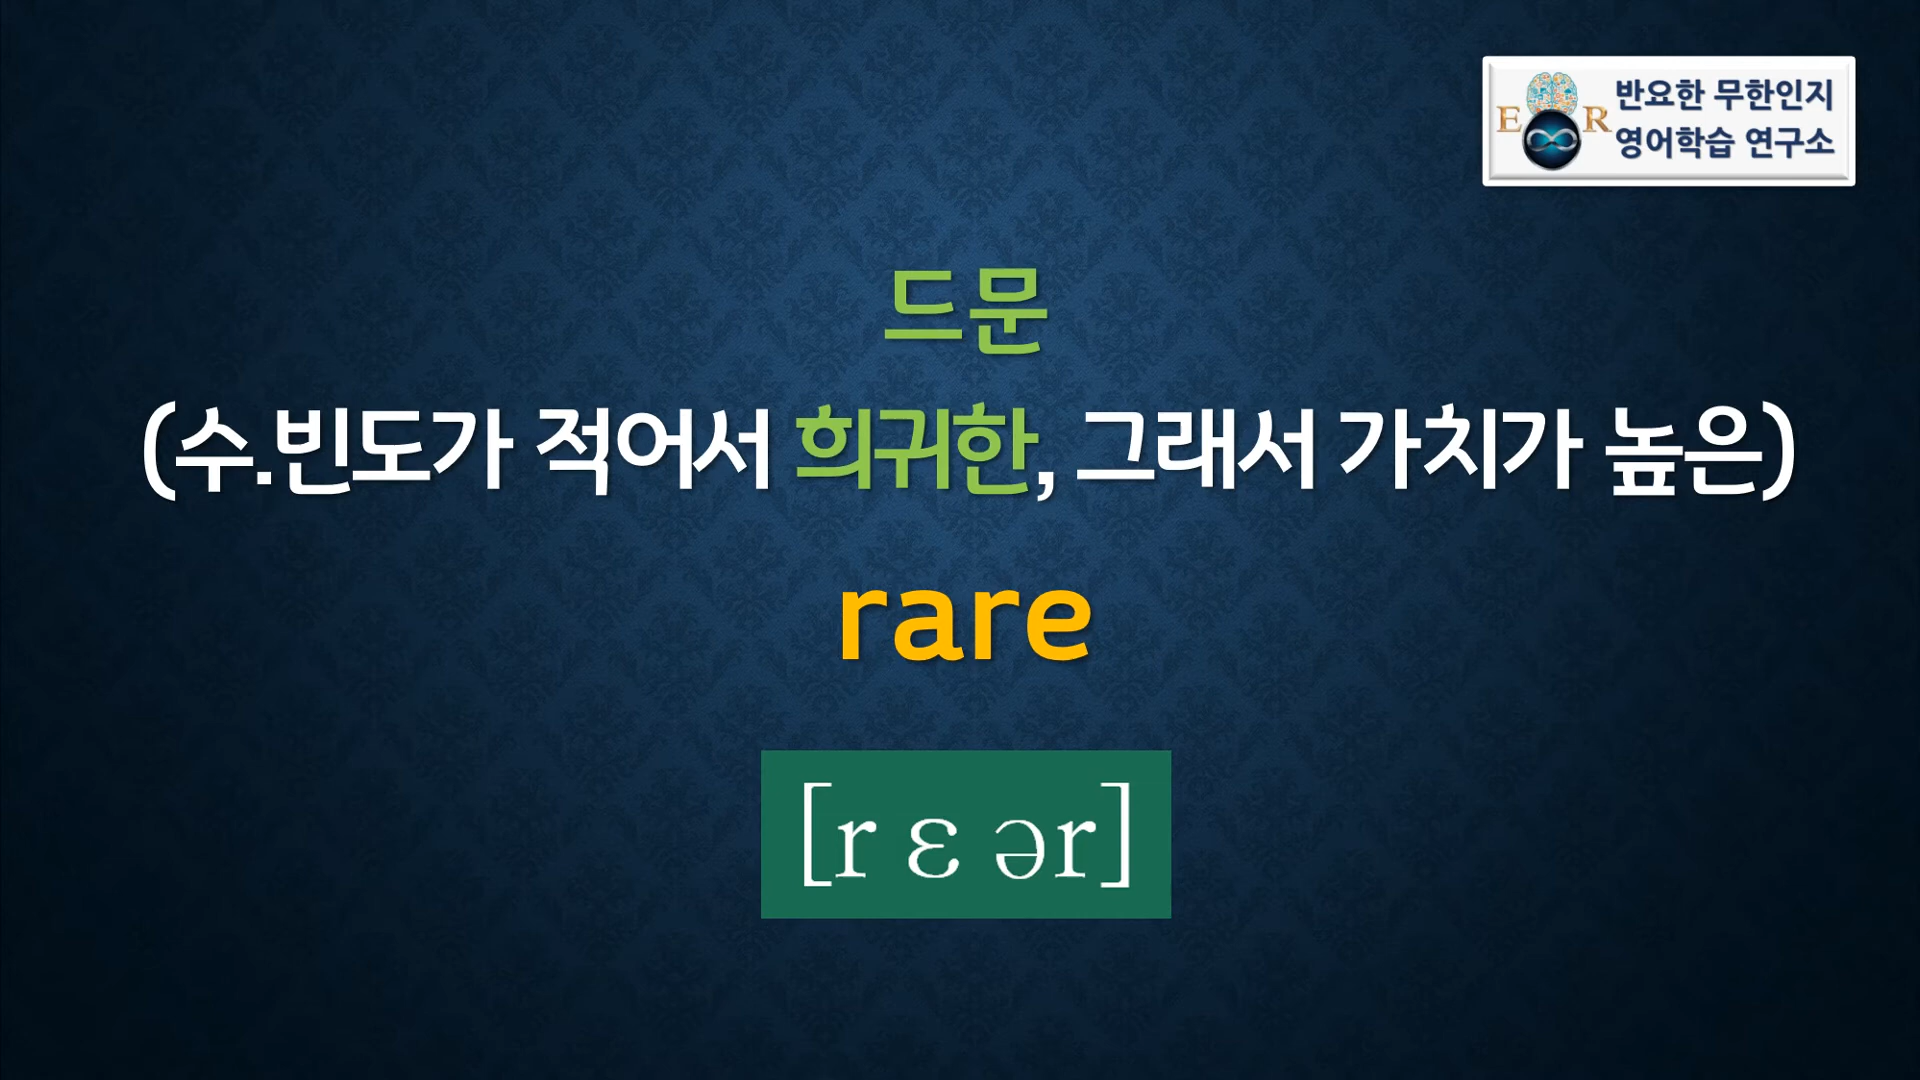 E R 반요한 무한인지
영어학습 연구소
드문
(수.빈도가 적어서 희귀한, 그래서 가치가 높은)
rare
[r ɛ ər]